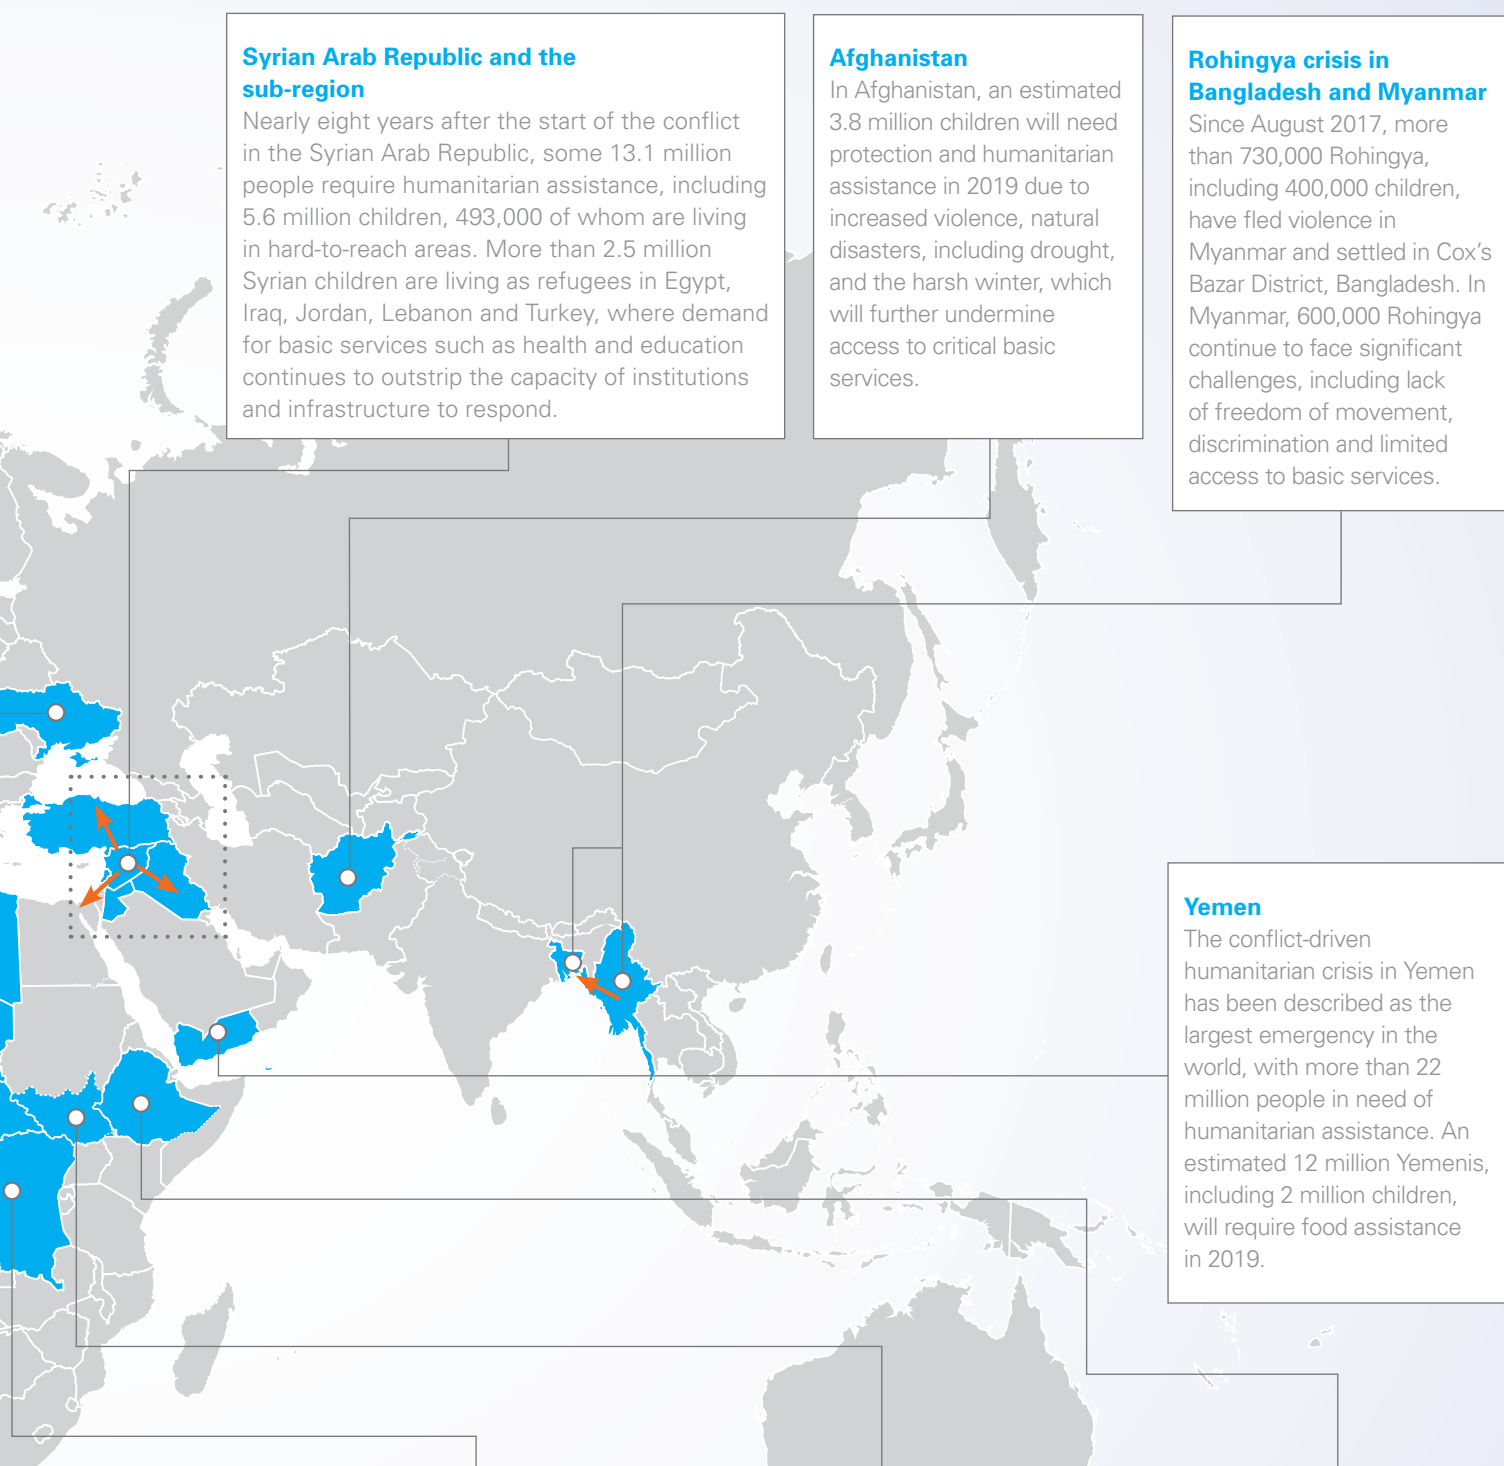 Syrian Arab Republic and the
sub-region
Nearly eight years after the start of the conflict
in the Syrian Arab Republic, some 13.1 million
people require humanitarian assistance, including
5.6 million children, 493,000 of whom are living
in hard-to-reach areas. More than 2.5 million
Syrian children are living as refugees in Egypt,
Iraq, Jordan, Lebanon and Turkey, where demand
for basic services such as health and education
continues to outstrip the capacity of institutions
and infrastructure to respond.
Afghanistan
In Afghanistan, an estimated
3.8 million children will need
protection and humanitarian
assistance in 2019 due to
increased violence, natural
disasters, including drought,
and the harsh winter, which
will further undermine
access to critical basic
services.
Rohingya crisis in
Bangladesh and Myanmar
Since August 2017, more
than 730,000 Rohingya,
including 400,000 children,
have fled violence in
Myanmar and settled in Cox's
Bazar District, Bangladesh. In
Myanmar, 600,000 Rohingya
continue to face significant
challenges, including lack
of freedom of movement,
discrimination and limited
access to basic services.
Yemen
The conflict-driven
humanitarian crisis in Yemen
has been described as the
largest emergency in the
world, with more than 22
million people in need of
humanitarian assistance. An
estimated 12 million Yemenis,
including 2 million children,
will require food assistance
in 2019.